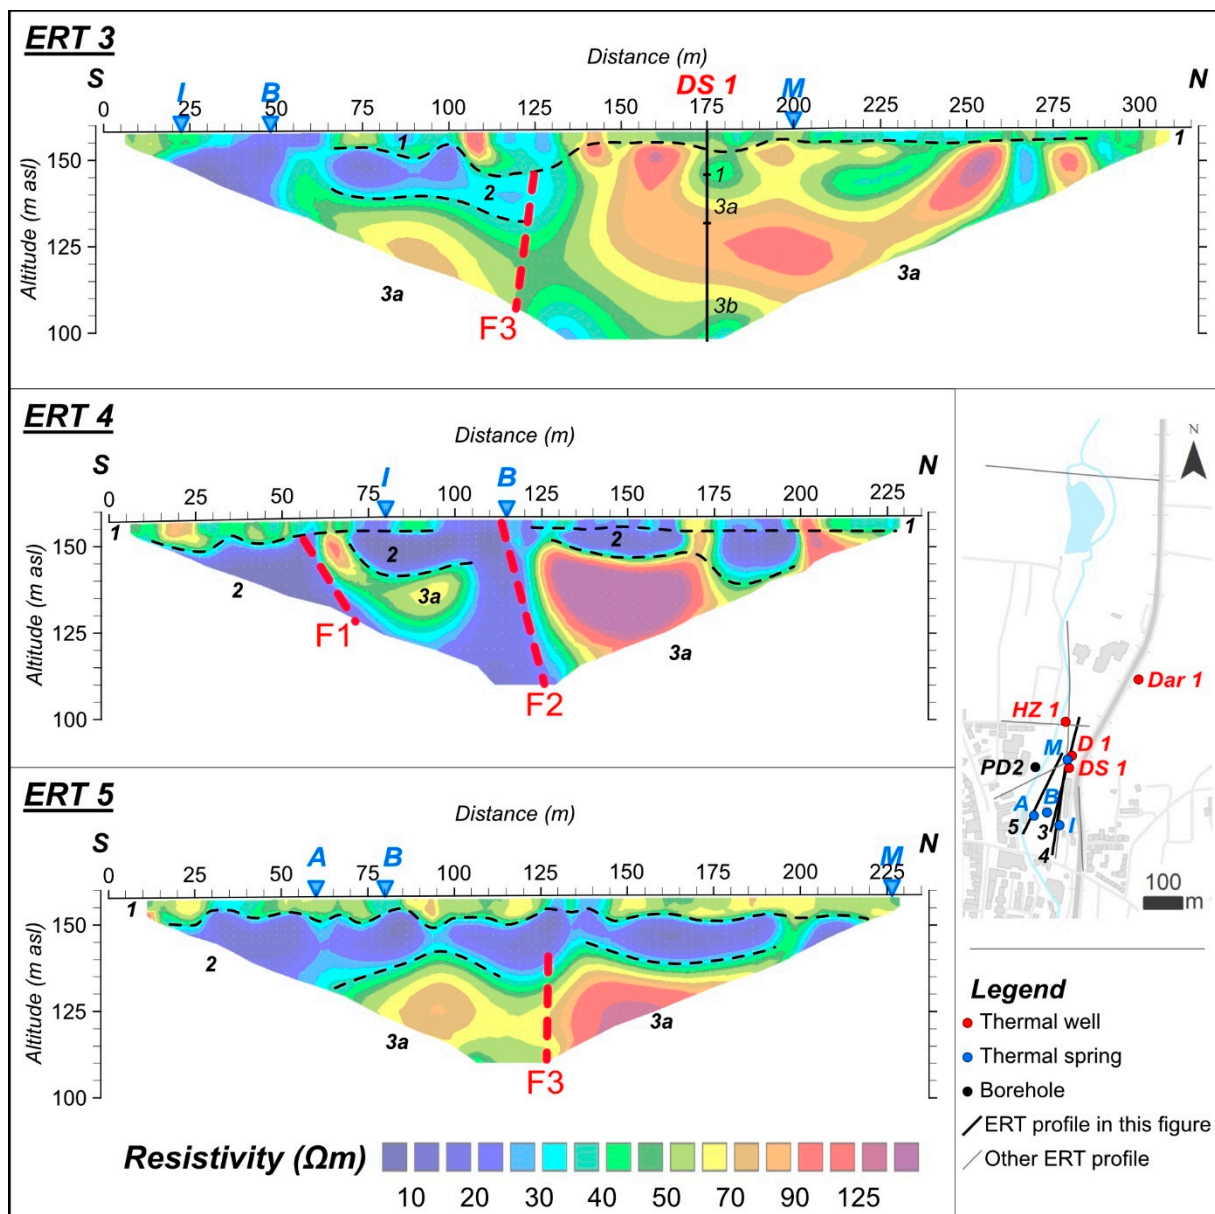 ERT 3
Distance (m)
S I B DS 1 M N
0 25 50 75 100 125 150 175 200 225 250 275 300
Altitude (m asl)
150
125
100
1
2
3a
F3
1
3a
3b
3a
1
ERT 4
Distance (m)
S I B N
0 25 50 75 100 125 150 175 200 225
Altitude (m asl)
150
125
100
1
2
F1
2
3a
F2
2
3a
1
ERT 5
Distance (m)
S A B M N
0 25 50 75 100 125 150 175 200 225
Altitude (m asl)
150
125
100
1
2
3a
F3
3a
Resistivity (Ωm)
10 20 30 40 50 70 90 125
N
Dar 1
HZ 1
M
D 1
PD2
DS 1
A
B
5
3
I
4
100
m
Legend
Thermal well
Thermal spring
Borehole
ERT profile in this figure
Other ERT profile